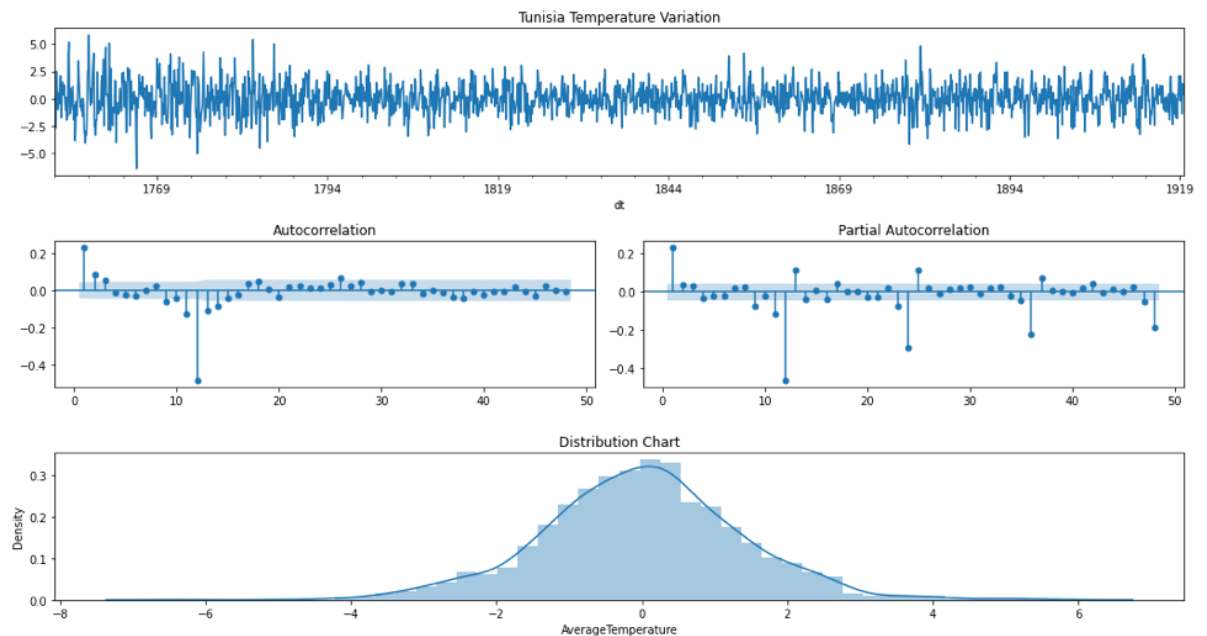 Tunisia Temperature Variation
5.0
2.5
0.0
−2.5
−5.0
1769 1794 1819 1844 1869 1894 1919
dt
Autocorrelation
0.2
0.0
−0.2
−0.4
0 10 20 30 40 50
Partial Autocorrelation
0.2
0.0
−0.2
−0.4
0 10 20 30 40 50
Distribution Chart
Density
0.3
0.2
0.1
0.0
−8 −6 −4 −2 0 2 4 6
AverageTemperature